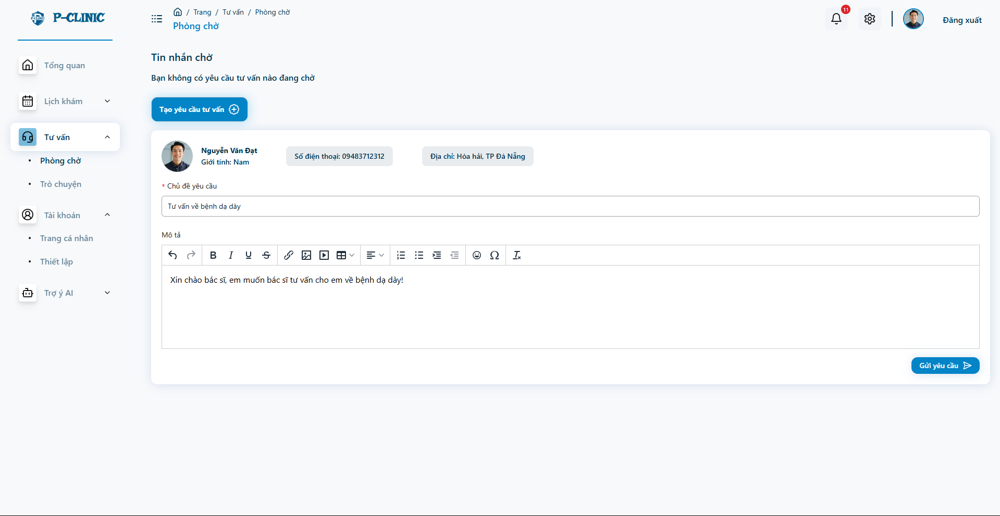 P-CLINIC P-CLINIC
/ Trang / Tư vấn / Phòng chờ
Phòng chờ
11
Đăng xuất
Tổng quan
Lịch khám
Tư vấn
Phòng chờ
Trò chuyện
Tài khoản
Trang cá nhân
Thiết lập
Trợ ý AI
Tin nhắn chờ
Bạn không có yêu cầu tư vấn nào đang chờ
Tạo yêu cầu tư vấn
Nguyễn Văn Đạt
Giới tính: Nam
Số điện thoại: 09483712312
Địa chỉ: Hòa hải, TP Đà Nẵng
* Chủ đề yêu cầu
Tư vấn về bệnh dạ dày
Mô tả
Xin chào bác sĩ, em muốn bác sĩ tư vấn cho em về bệnh dạ dày!
Gửi yêu cầu